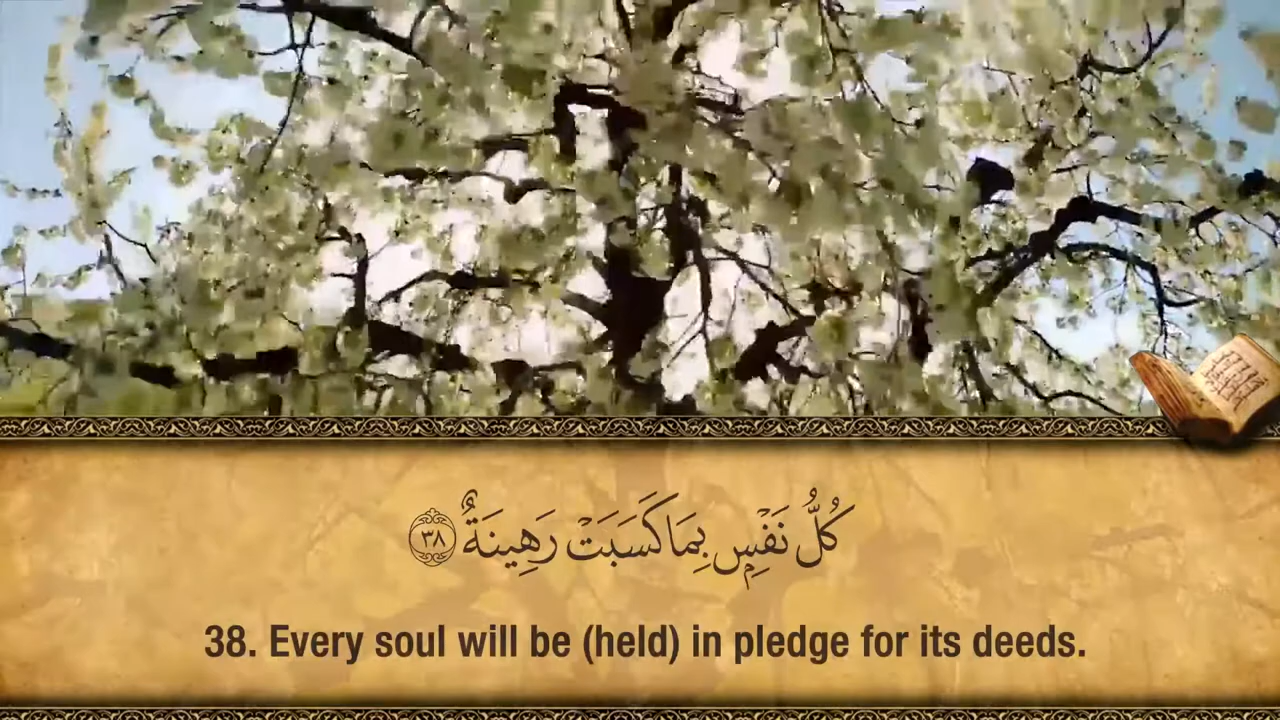 كُلُّ نَفْسٍۭ بِمَا كَسَبَتْ رَهِينَةٌ ٣٨
38. Every soul will be (held) in pledge for its deeds.